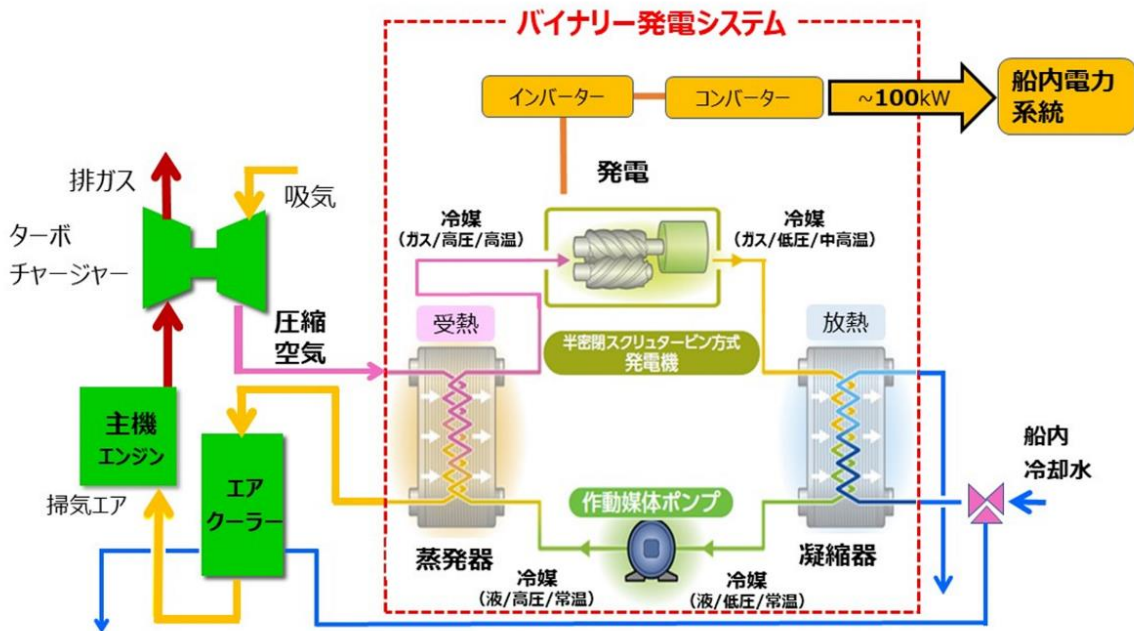 バイナリー発電システム
インバーター
コンバーター
~100kW
船内電力
系統
発電
排ガス
吸気
冷媒
(ガス/高圧/高温)
冷媒
(ガス/低圧/中高温)
ターボ
チャージャー
圧縮
空気
受熱
放熱
半密閉スクリュタービン方式
発電機
主機
エンジン
エア
クーラー
船内
冷却水
掃気エア
作動媒体ポンプ
蒸発器
凝縮器
冷媒
(液/高圧/常温)
冷媒
(液/低圧/常温)